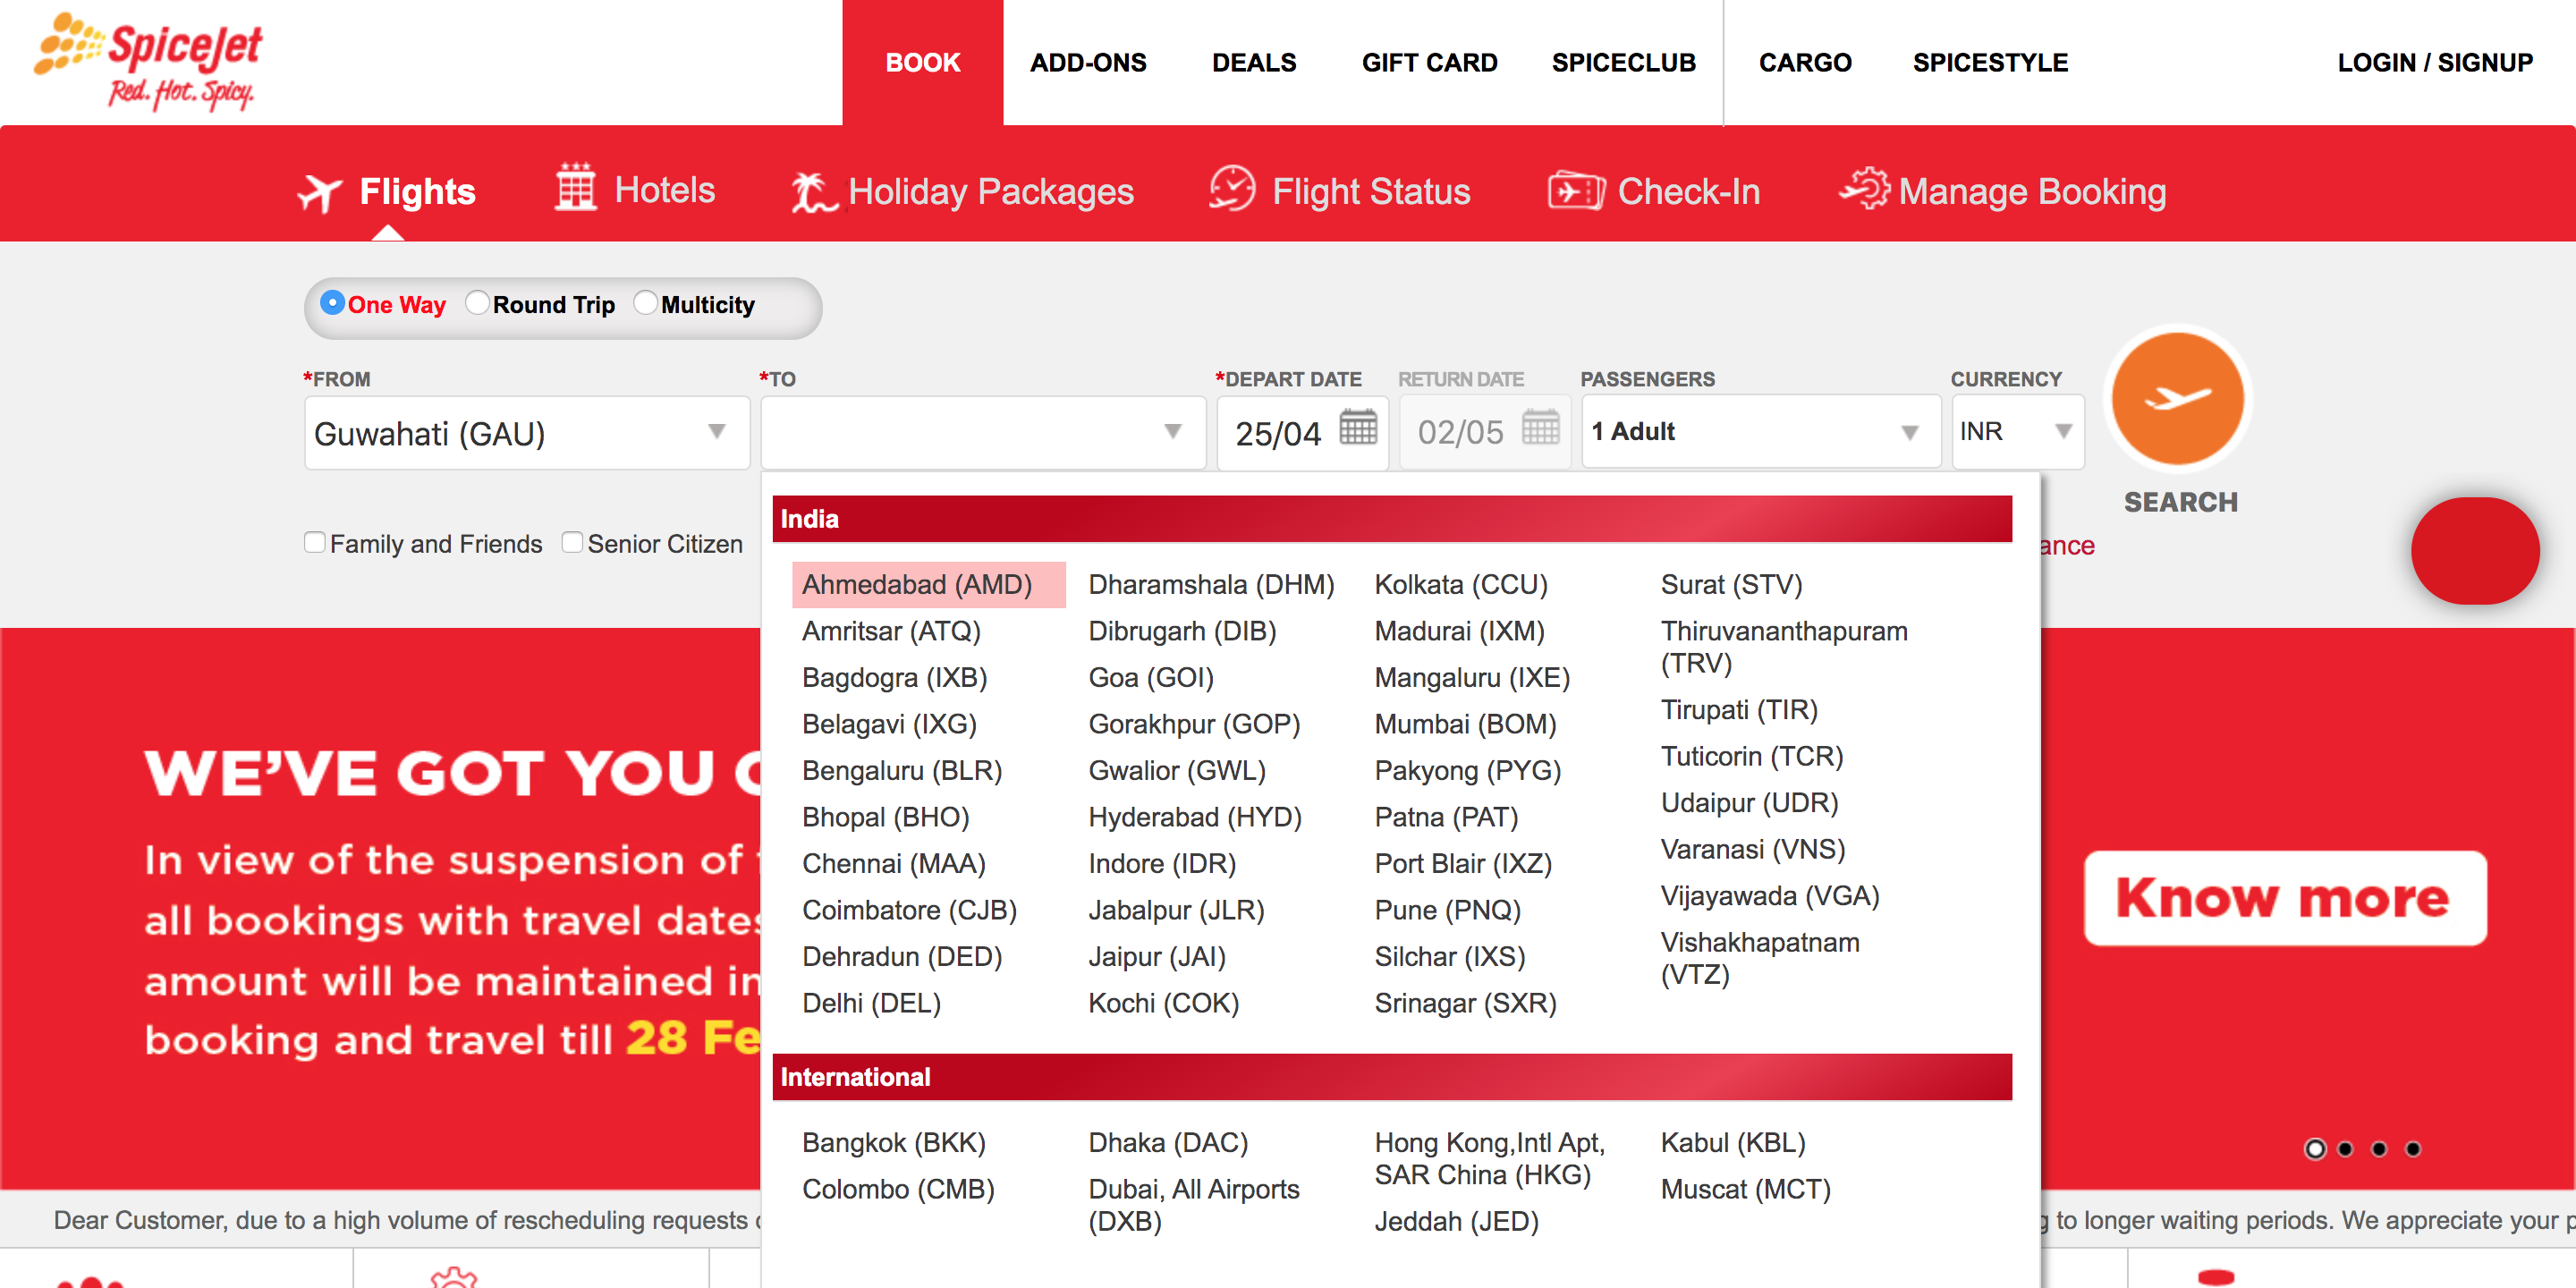 SpiceJet
Red. Hot. Spicy.
BOOK ADD-ONS DEALS GIFT CARD SPICECLUB CARGO SPICESTYLE LOGIN / SIGNUP
Flights Hotels Holiday Packages Flight Status Check-In Manage Booking
One Way Round Trip Multicity
*FROM *TO *DEPART DATE RETURN DATE PASSENGERS CURRENCY
Guwahati (GAU) 25/04 02/05 1 Adult INR
SEARCH
Family and Friends Senior Citizen ance
India
Ahmedabad (AMD)
Amritsar (ATQ)
Bagdogra (IXB)
Belagavi (IXG)
Bengaluru (BLR)
Bhopal (BHO)
Chennai (MAA)
Coimbatore (CJB)
Dehradun (DED)
Delhi (DEL)
Dharamshala (DHM)
Dibrugarh (DIB)
Goa (GOI)
Gorakhpur (GOP)
Gwalior (GWL)
Hyderabad (HYD)
Indore (IDR)
Jabalpur (JLR)
Jaipur (JAI)
Kochi (COK)
Kolkata (CCU)
Madurai (IXM)
Mangaluru (IXE)
Mumbai (BOM)
Pakyong (PYG)
Patna (PAT)
Port Blair (IXZ)
Pune (PNQ)
Silchar (IXS)
Srinagar (SXR)
Surat (STV)
Thiruvananthapuram
(TRV)
Tirupati (TIR)
Tuticorin (TCR)
Udaipur (UDR)
Varanasi (VNS)
Vijayawada (VGA)
Vishakhapatnam
(VTZ)
International
Bangkok (BKK)
Colombo (CMB)
Dhaka (DAC)
Dubai, All Airports
(DXB)
Hong Kong,Intl Apt,
SAR China (HKG)
Jeddah (JED)
Kabul (KBL)
Muscat (MCT)
WE'VE GOT YOU
In view of the suspension of
all bookings with travel dates
amount will be maintained in
booking and travel till 28 Fe
Know more
Dear Customer, due to a high volume of rescheduling requests
to longer waiting periods. We appreciate your p